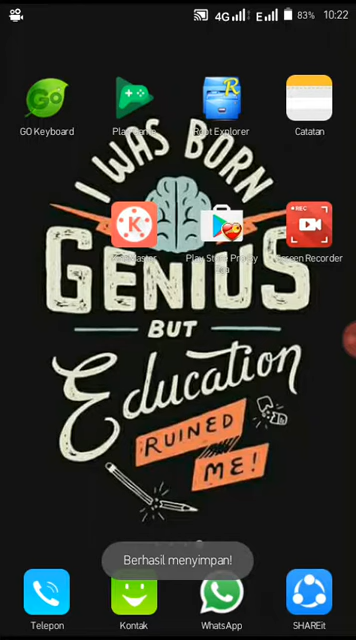 4G E 83% 10:22
R
GO
GO Keyboard
Root Explorer
Catatan
I WAS BORN
K
REC
Screen Recorder
GENIUS
BUT
Education
RUINED
ME!
Berhasil menyimpan!
Telepon
Kontak
WhatsApp
SHAREit